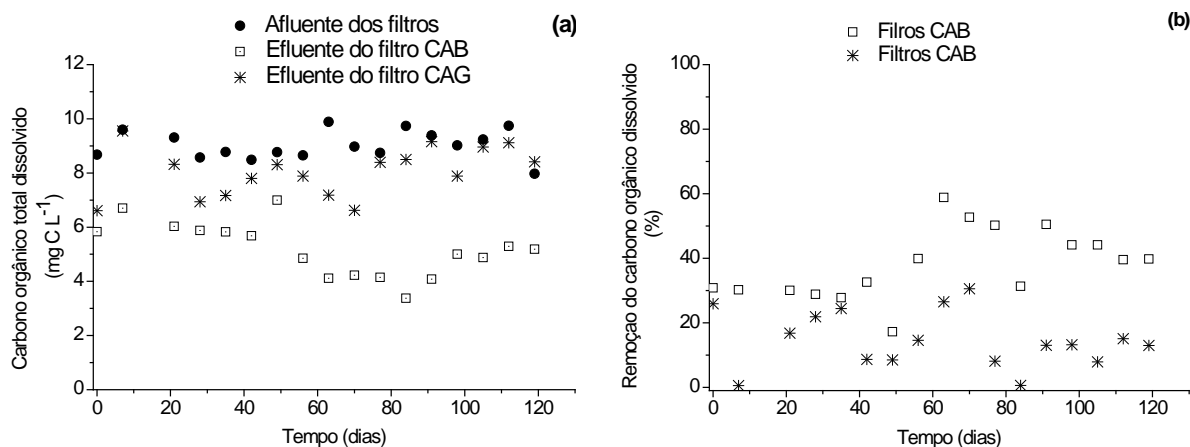 Afluente dos filtros
Efluente do filtro CAB
Efluente do filtro CAG
(a)
12
10
8
6
4
2
0
0 20 40 60 80 100 120
Carbono orgânico total dissolvido
(mg C L-1)
Tempo (dias)
Filros CAB
Filtros CAB
(b)
100
80
60
40
20
0
0 20 40 60 80 100 120
Remoçao do carbono orgânico dissolvido
(%)
Tempo (dias)